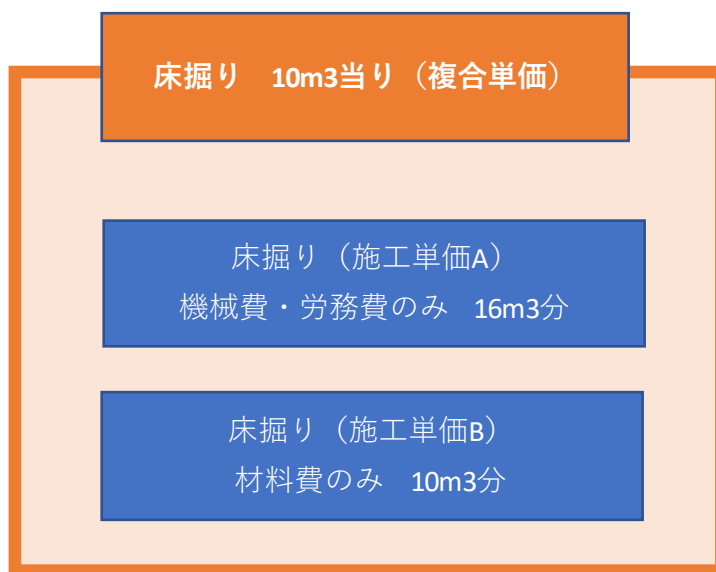 床掘り　10m3当り（複合単価）
床掘り（施工単価A）
機械費・労務費のみ　16m3分
床掘り（施工単価B）
材料費のみ　10m3分